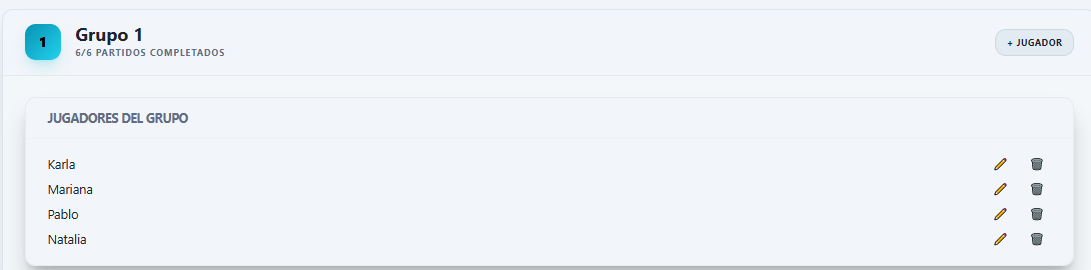 1
Grupo 1
6/6 PARTIDOS COMPLETADOS
+ JUGADOR
JUGADORES DEL GRUPO
Karla
Mariana
Pablo
Natalia